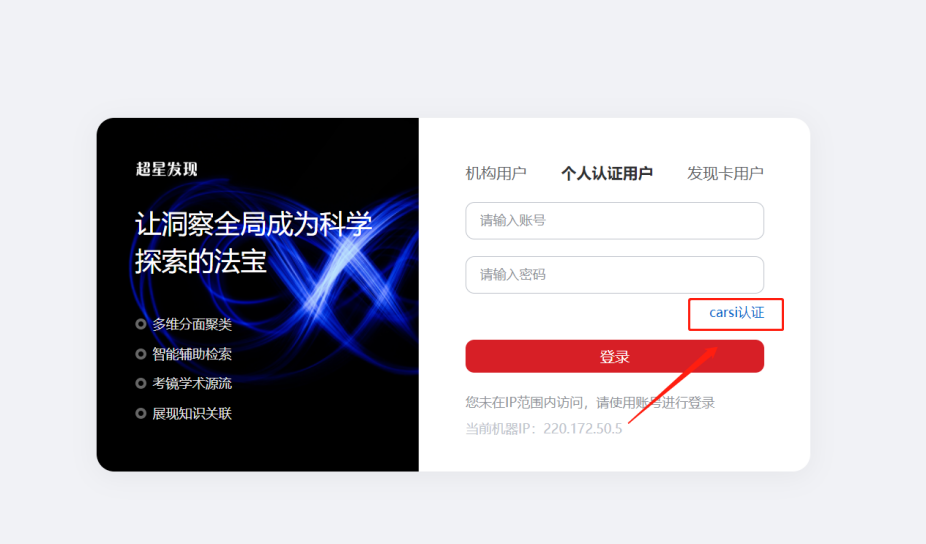 超星发现
让洞察全局成为科学
探索的法宝
多维分面聚类
智能辅助检索
考镜学术源流
展现知识关联
机构用户 个人认证用户 发现卡用户
请输入账号
请输入密码
carsi认证
登录
您未在IP范围内访问，请使用账号进行登录
当前机器IP：220.172.50.5